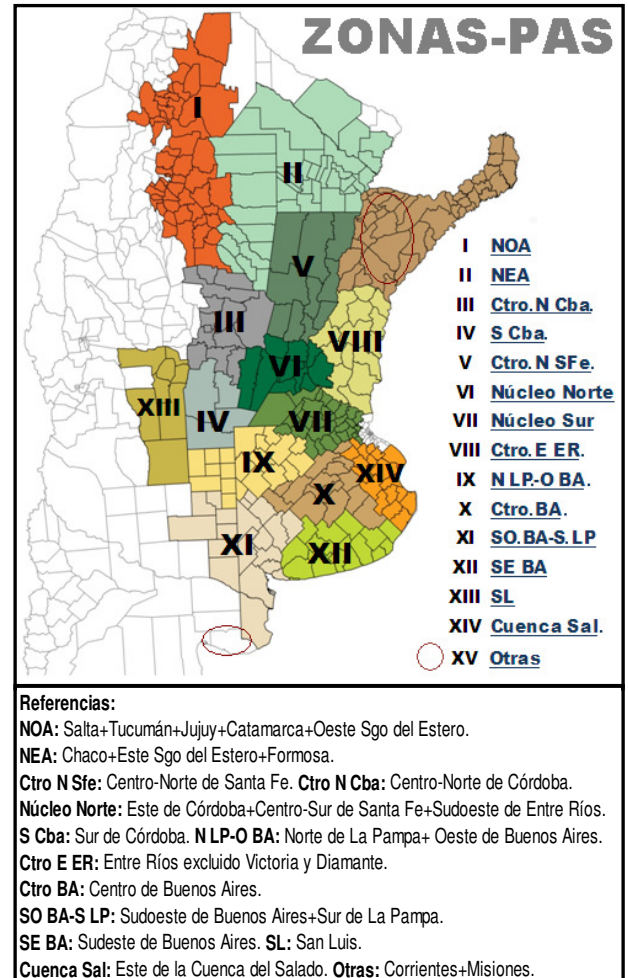 ZONAS-PAS
I
II
III
IV
V
VI
VII
VIII
IX
X
XI
XII
XIII
XIV
I NOA
II NEA
III Ctro.N Cba.
IV S Cba.
V Ctro.N SFe.
VI Núcleo Norte
VII Núcleo Sur
VIII Ctro.E ER.
IX N LP.-O BA.
X Ctro.BA.
XI SO.BA-S.LP
XII SE BA
XIII SL
XIV Cuenca Sal.
XV Otras
Referencias:
NOA: Salta+Tucumán+Jujuy+Catamarca+Oeste Sgo del Estero.
NEA: Chaco+Este Sgo del Estero+Formosa.
Ctro N Sfe: Centro-Norte de Santa Fe. Ctro N Cba: Centro-Norte de Córdoba.
Núcleo Norte: Este de Córdoba+Centro-Sur de Santa Fe+Sudoeste de Entre Ríos.
S Cba: Sur de Córdoba. N LP-O BA: Norte de La Pampa+ Oeste de Buenos Aires.
Ctro E ER: Entre Ríos excluido Victoria y Diamante.
Ctro BA: Centro de Buenos Aires.
SO BA-S LP: Sudoeste de Buenos Aires+Sur de La Pampa.
SE BA: Sudeste de Buenos Aires. SL: San Luis.
Cuenca Sal: Este de la Cuenca del Salado. Otras: Corrientes+Misiones.